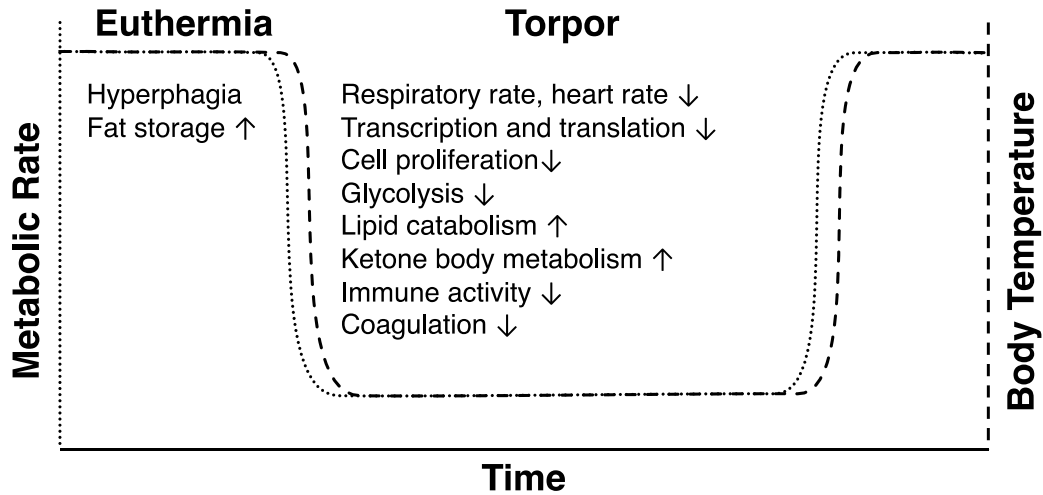 Euthermia
Torpor
Hyperphagia
Fat storage ↑
Respiratory rate, heart rate ↓
Transcription and translation ↓
Cell proliferation↓
Glycolysis ↓
Lipid catabolism ↑
Ketone body metabolism ↑
Immune activity ↓
Coagulation ↓
Metabolic Rate
Body Temperature
Time